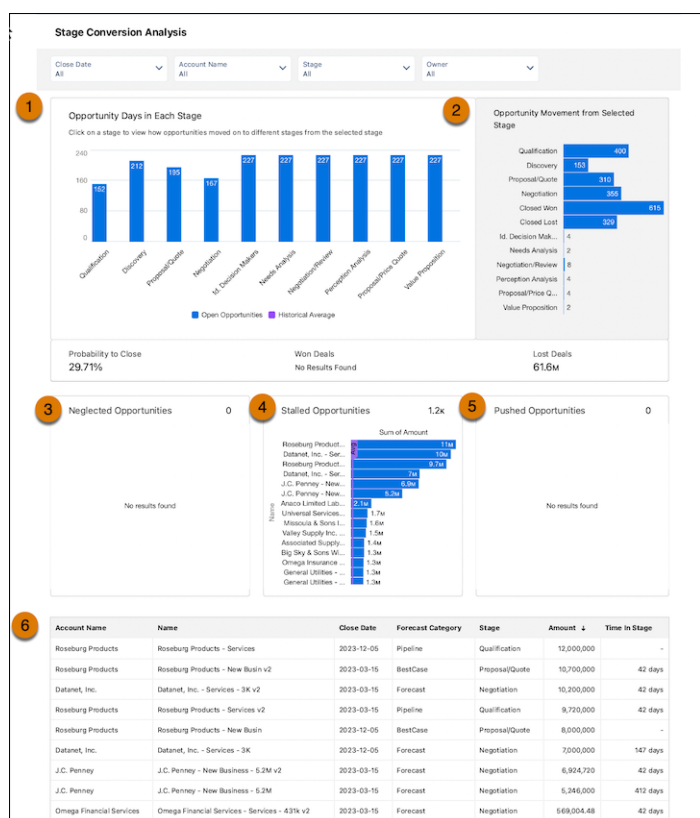 Stage Conversion Analysis
Close Date
All
Account Name
All
Stage
All
Owner
All
1
Opportunity Days in Each Stage
Click on a stage to view how opportunities moved on to different stages from the selected stage
240
160
80
0
152
212
195
167
227
227
227
227
227
227
Qualification
Discovery
Proposal/Quote
Negotiation
Id. Decision Makers
Needs Analysis
Negotiation/Review
Perception Analysis
Proposal/Price Quote
Value Proposition
Open Opportunities
Historical Average
2
Opportunity Movement from Selected
Stage
Qualification 400
Discovery 153
Proposal/Quote 310
Negotiation 355
Closed Won 615
Closed Lost 329
Id. Decision Mak... 4
Needs Analysis 2
Negotiation/Review 8
Perception Analysis 4
Proposal/Price Q... 4
Value Proposition 2
Probability to Close
29.71%
Won Deals
No Results Found
Lost Deals
61.6M
3
Neglected Opportunities 0
No results found
4
Stalled Opportunities 1.2K
Sum of Amount
Name
Avg
Roseburg Product... 11M
Datanet, Inc. - Ser... 10M
Roseburg Product... 9.7M
Datanet, Inc. - Ser... 7M
J.C. Penney - New... 6.9M
J.C. Penney - New... 5.2M
Anaco Limited Lab... 2.1M
Universal Services... 1.7M
Missoula & Sons I... 1.6M
Valley Supply Inc. ... 1.5M
Associated Supply... 1.4M
Big Sky & Sons Wi... 1.3M
Omega Insurance ... 1.3M
General Utilities - ... 1.3M
General Utilities - ... 1.3M
5
Pushed Opportunities 0
No results found
6
Account Name Name Close Date Forecast Category Stage Amount ↓ Time In Stage
Roseburg Products Roseburg Products - Services 2023-12-05 Pipeline Qualification 12,000,000 -
Roseburg Products Roseburg Products - New Busin v2 2023-03-15 BestCase Proposal/Quote 10,700,000 42 days
Datanet, Inc. Datanet, Inc. - Services - 3K v2 2023-03-15 Forecast Negotiation 10,200,000 42 days
Roseburg Products Roseburg Products - Services v2 2023-03-15 Pipeline Qualification 9,720,000 42 days
Roseburg Products Roseburg Products - New Busin 2023-12-05 BestCase Proposal/Quote 8,000,000 -
Datanet, Inc. Datanet, Inc. - Services - 3K 2023-12-05 Forecast Negotiation 7,000,000 147 days
J.C. Penney J.C. Penney - New Business - 5.2M v2 2023-03-15 Forecast Negotiation 6,924,720 42 days
J.C. Penney J.C. Penney - New Business - 5.2M 2023-03-15 Forecast Negotiation 5,246,000 412 days
Omega Financial Services Omega Financial Services - Services - 431k v2 2023-03-15 Forecast Negotiation 569,004.48 42 days